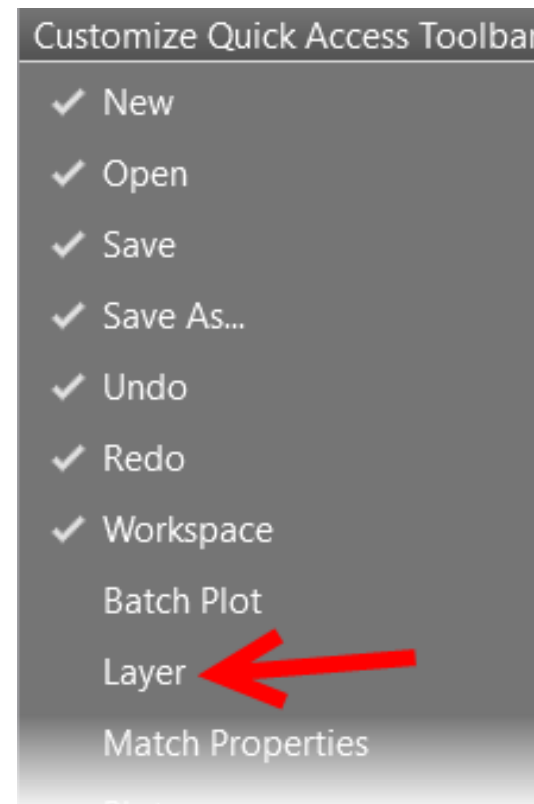 Customize Quick Access Toolbar
New
Open
Save
Save As...
Undo
Redo
Workspace
Batch Plot
Layer
Match Properties